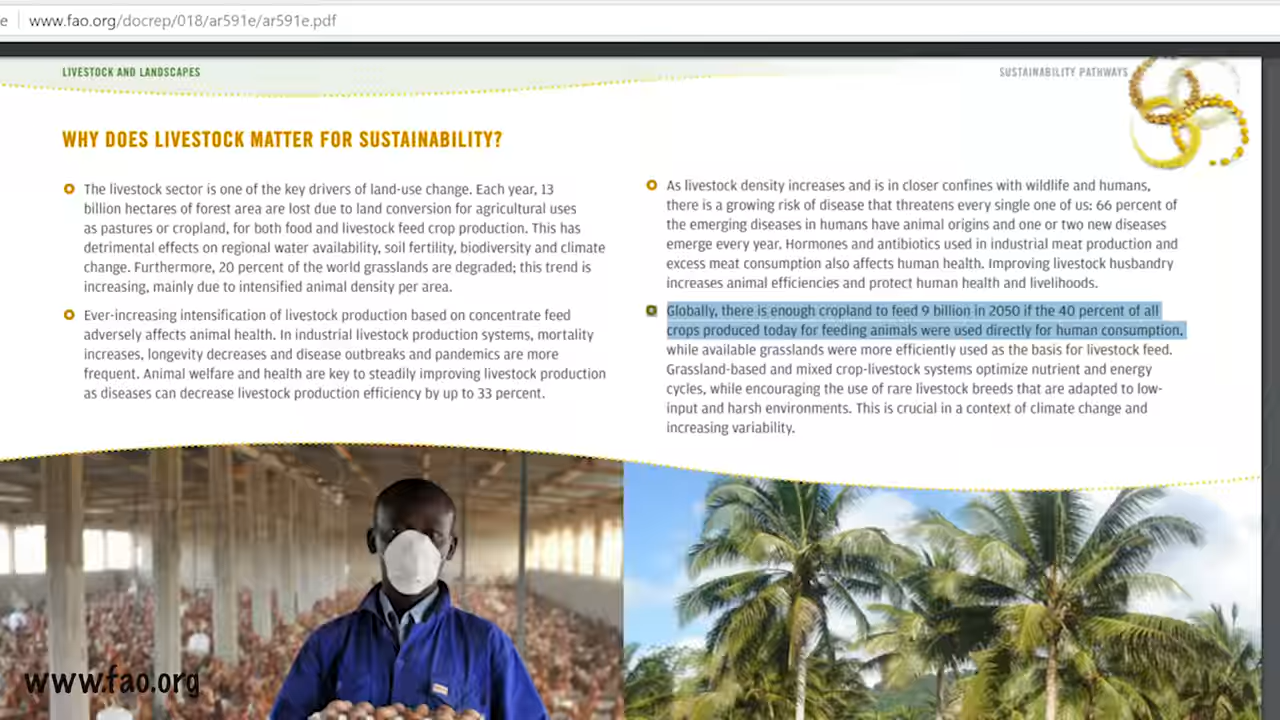 e www.fao.org/docrep/018/ar591e/ar591e.pdf
LIVESTOCK AND LANDSCAPES
SUSTAINABILITY PATHWAYS
WHY DOES LIVESTOCK MATTER FOR SUSTAINABILITY?
The livestock sector is one of the key drivers of land-use change. Each year, 13
billion hectares of forest area are lost due to land conversion for agricultural uses
as pastures or cropland, for both food and livestock feed crop production. This has
detrimental effects on regional water availability, soil fertility, biodiversity and climate
change. Furthermore, 20 percent of the world grasslands are degraded; this trend is
increasing, mainly due to intensified animal density per area.
Ever-increasing intensification of livestock production based on concentrate feed
adversely affects animal health. In industrial livestock production systems, mortality
increases, longevity decreases and disease outbreaks and pandemics are more
frequent. Animal welfare and health are key to steadily improving livestock production
as diseases can decrease livestock production efficiency by up to 33 percent.
As livestock density increases and is in closer confines with wildlife and humans,
there is a growing risk of disease that threatens every single one of us: 66 percent of
the emerging diseases in humans have animal origins and one or two new diseases
emerge every year. Hormones and antibiotics used in industrial meat production and
excess meat consumption also affects human health. Improving livestock husbandry
increases animal efficiencies and protect human health and livelihoods.
Globally, there is enough cropland to feed 9 billion in 2050 if the 40 percent of all
crops produced today for feeding animals were used directly for human consumption,
while available grasslands were more efficiently used as the basis for livestock feed.
Grassland-based and mixed crop-livestock systems optimize nutrient and energy
cycles, while encouraging the use of rare livestock breeds that are adapted to low-
input and harsh environments. This is crucial in a context of climate change and
increasing variability.
www.fao.org